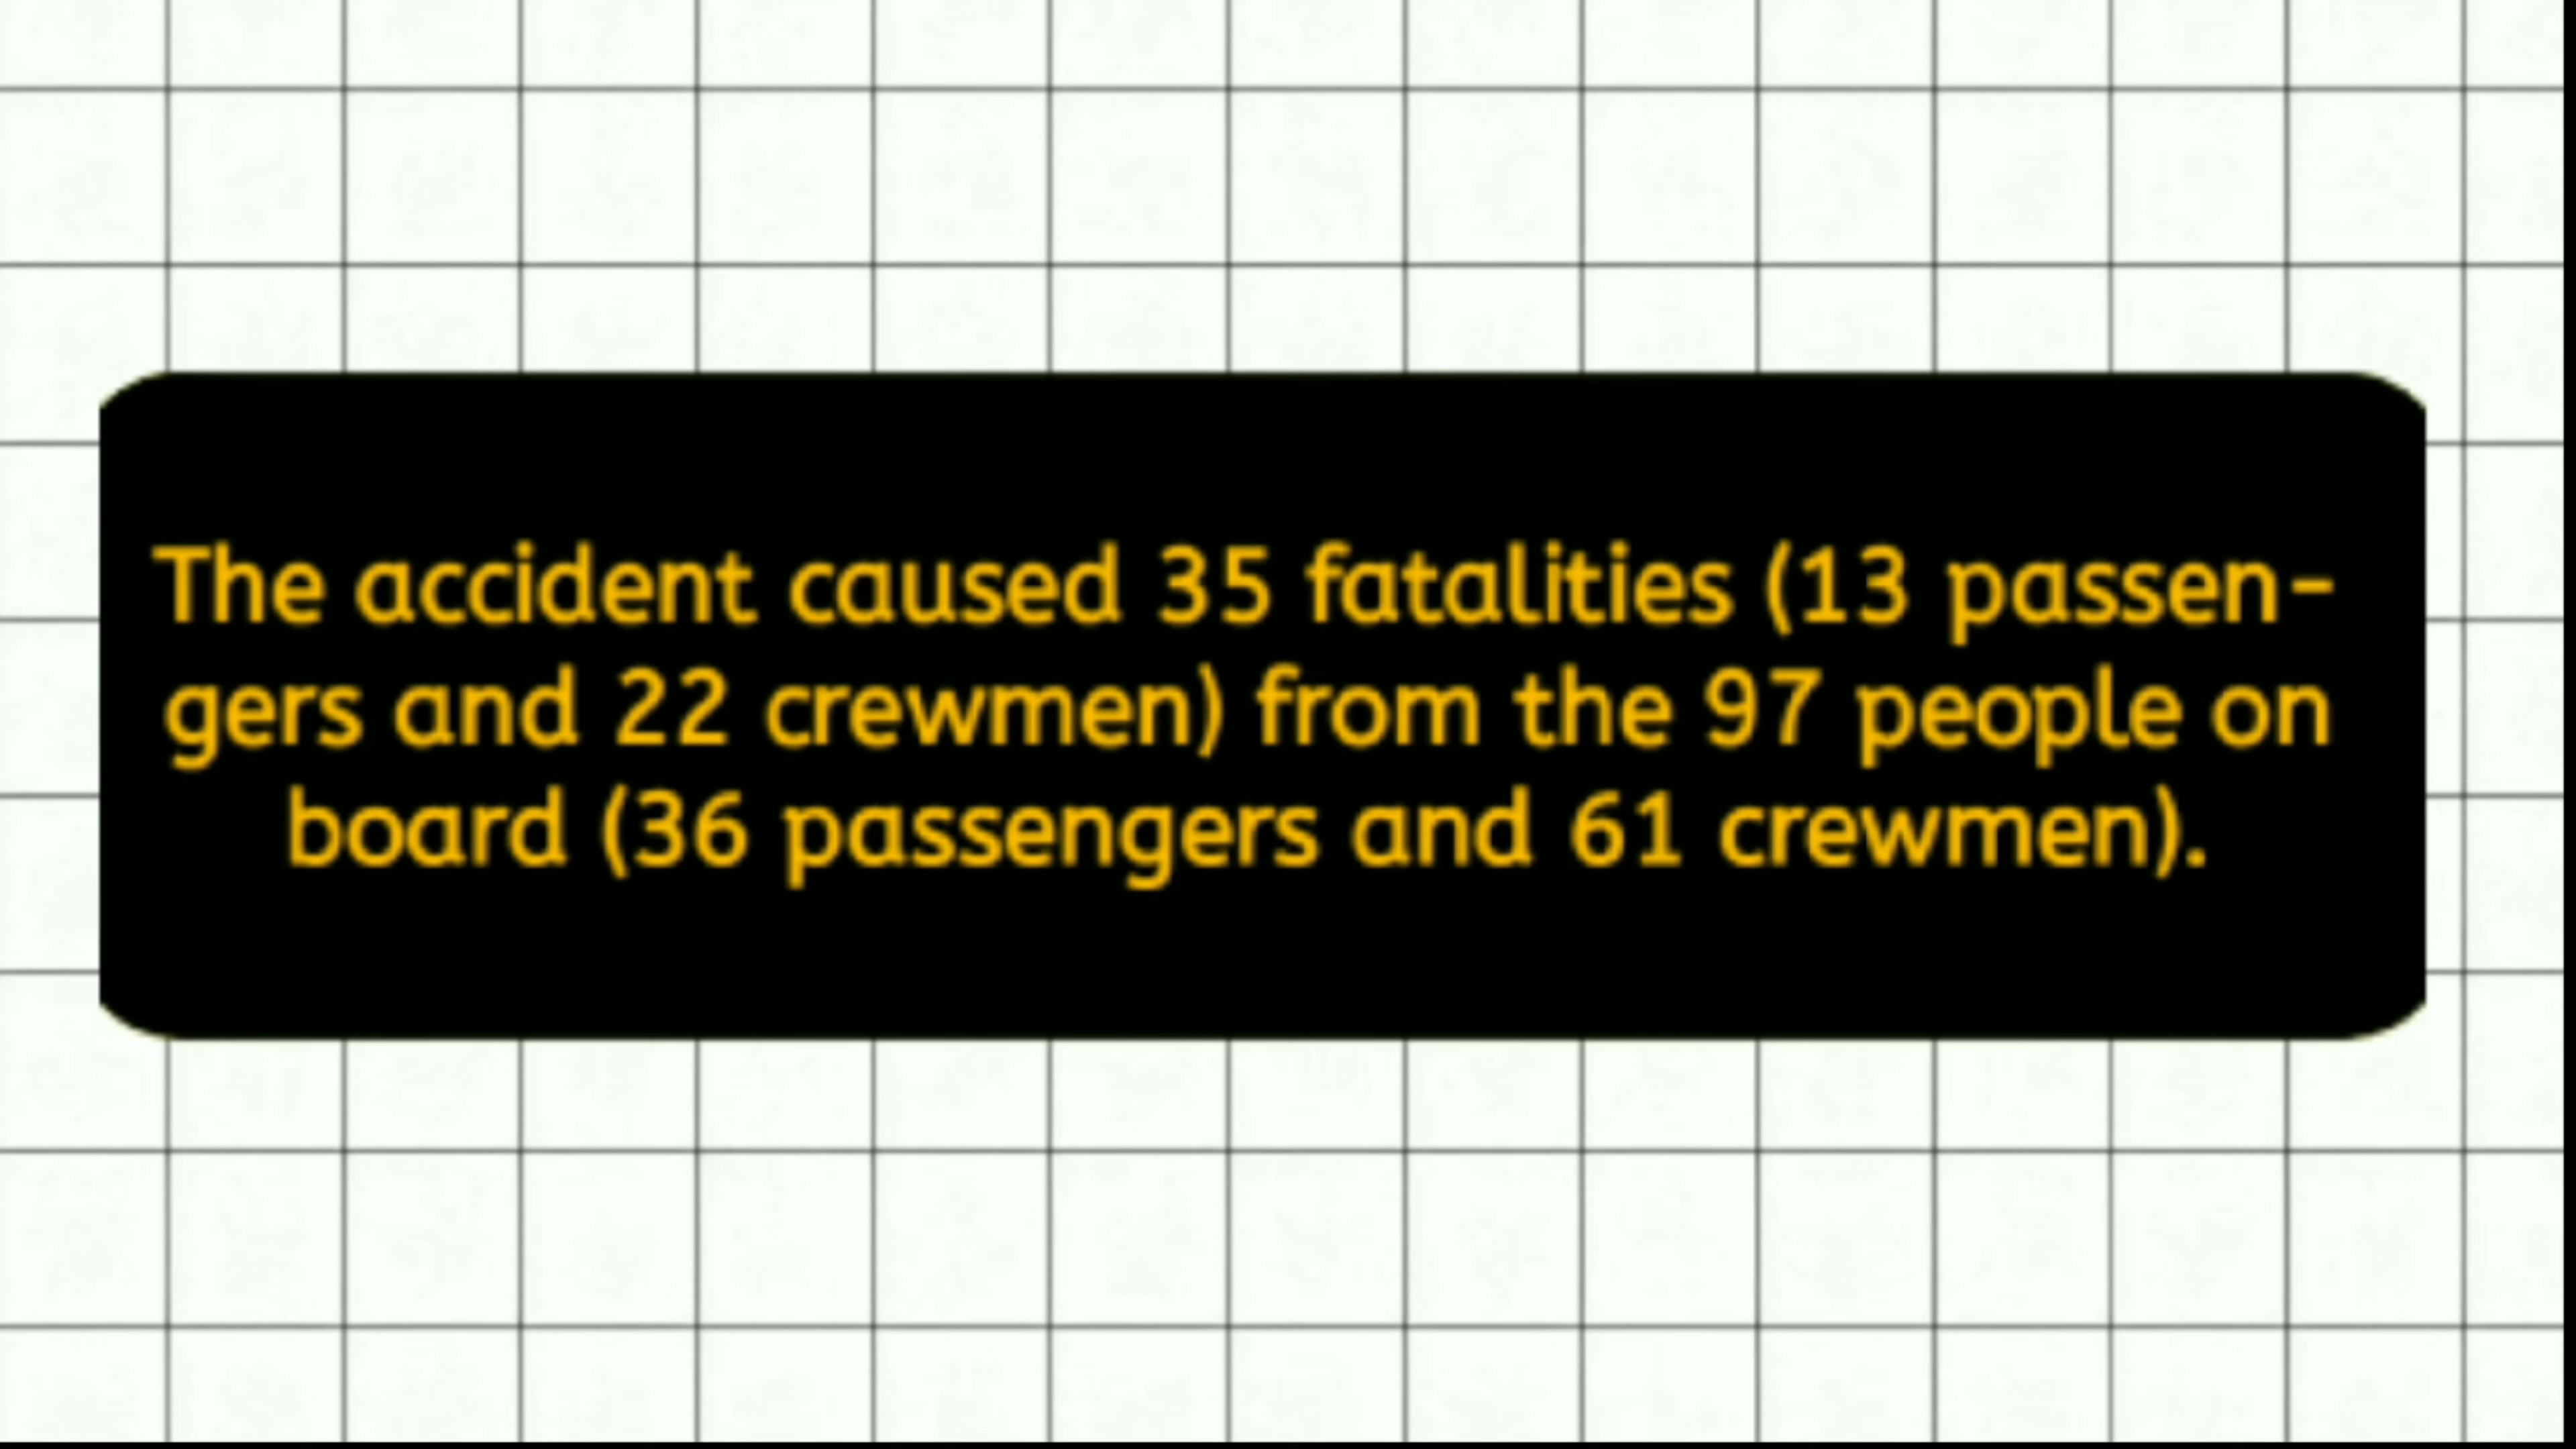 The accident caused 35 fatalities (13 passen-
gers and 22 crewmen) from the 97 people on
board (36 passengers and 61 crewmen).